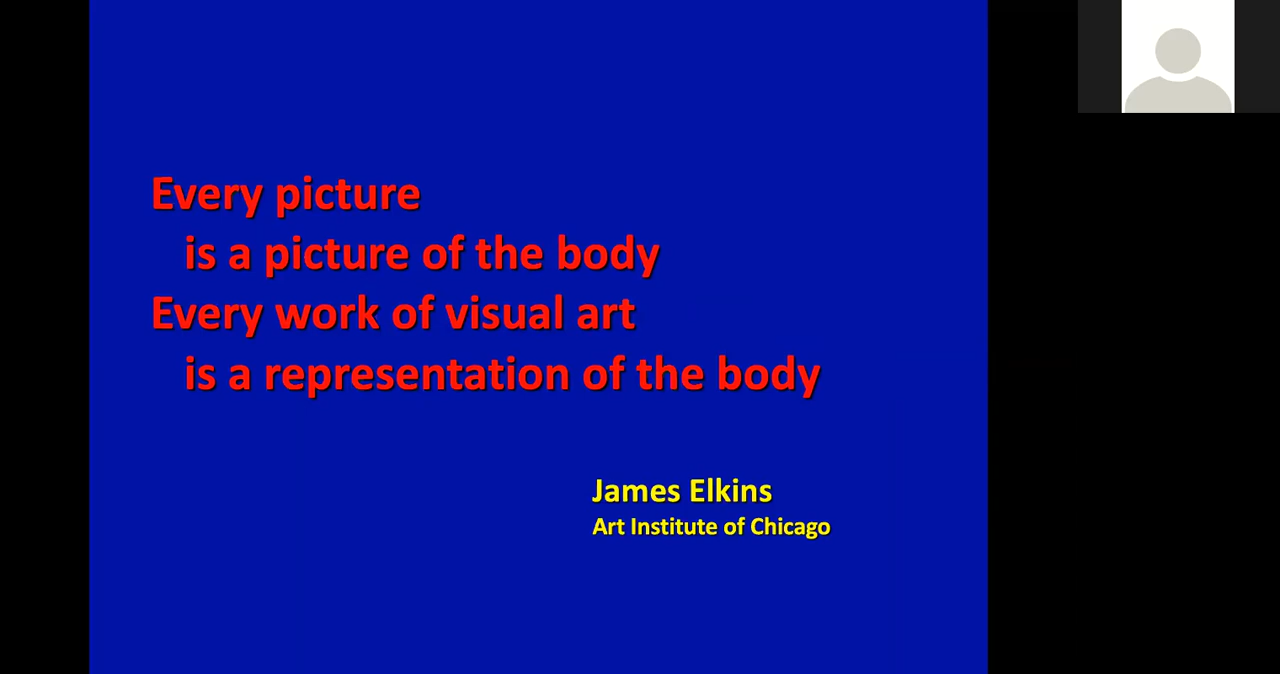 Every picture
is a picture of the body
Every work of visual art
is a representation of the body
James Elkins
Art Institute of Chicago